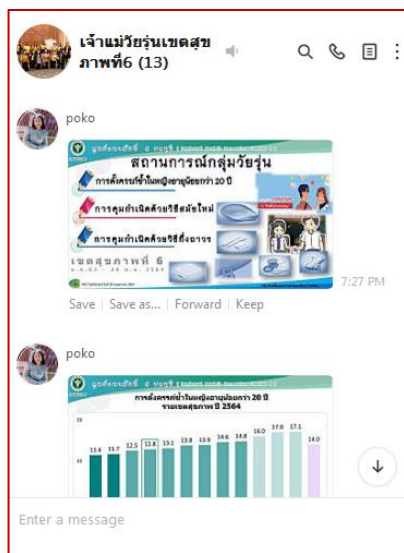 เจ้าแม่วัยรุ่นเขตสุข
ภาพที่6 (13)
poko
สถานการณ์กลุ่มวัยรุ่น
การตั้งครรภ์ซ้ำในหญิงอายุน้อยกว่า 20 ปี
การคุมกำเนิดด้วยวิธีสมัยใหม่
การคุมกำเนิดด้วยวิธีกึ่งถาวร
เขตสุขภาพที่ 6
7:27 PM
Save | Save as... | Forward | Keep
poko
การตั้งครรภ์ซ้ำในหญิงอายุน้อยกว่า 20 ปี
รายเขตสุขภาพ ปี 2564
20
11.4 11.7 12.5 12.8 13.1 13.8 13.9 14.6 14.8 16.0 17.0 17.1 14.0
10
Enter a message